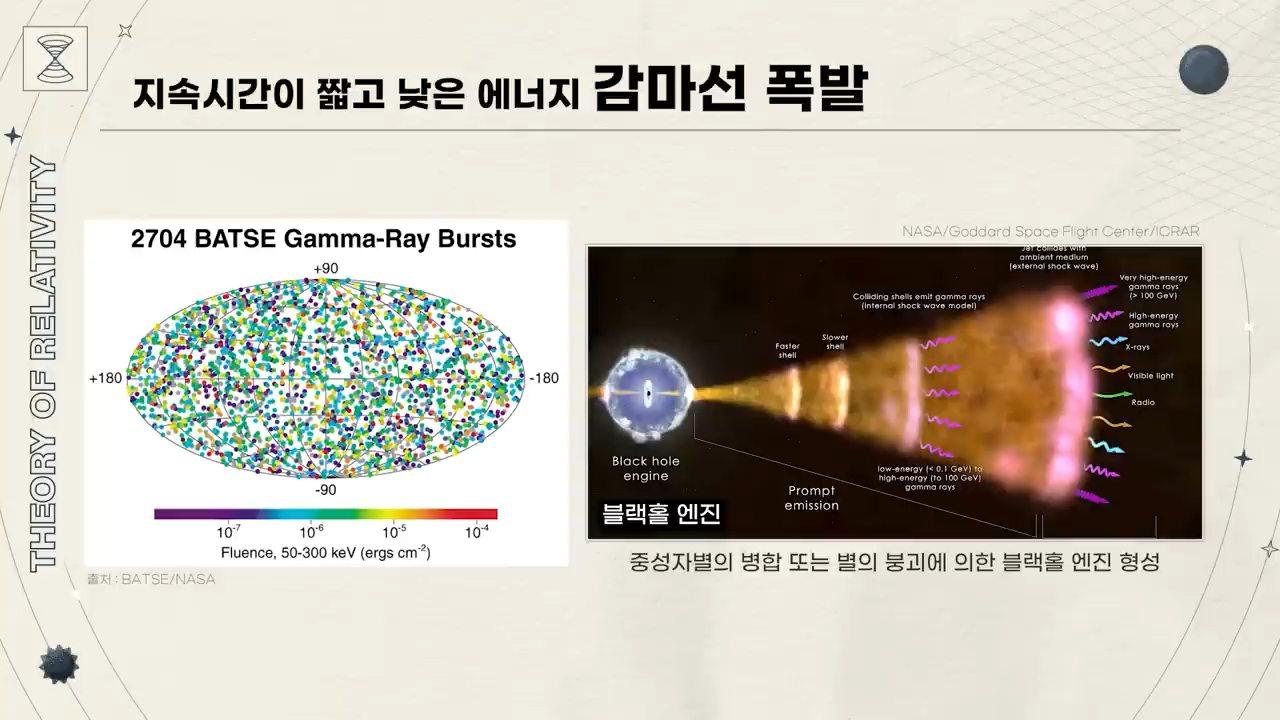 지속시간이 짧고 낮은 에너지 감마선 폭발
THEORY OF RELATIVITY
2704 BATSE Gamma-Ray Bursts
+90
+180
-180
-90
10-7
10-6
10-5
10-4
Fluence, 50-300 keV (ergs cm-2)
출처 : BATSE/NASA
NASA/Goddard Space Flight Center/ICRAR
Jet collides with
ambient medium
(external shock wave)
Very high-energy
gamma rays
(> 100 GeV)
High-energy
gamma rays
X-rays
Visible light
Radio
Colliding shells emit gamma rays
(internal shock wave model)
Faster
shell
Slower
shell
low-energy (< 0.1 GeV) to
high-energy (to 100 GeV)
gamma rays
Black hole
engine
Prompt
emission
블랙홀 엔진
중성자별의 병합 또는 별의 붕괴에 의한 블랙홀 엔진 형성